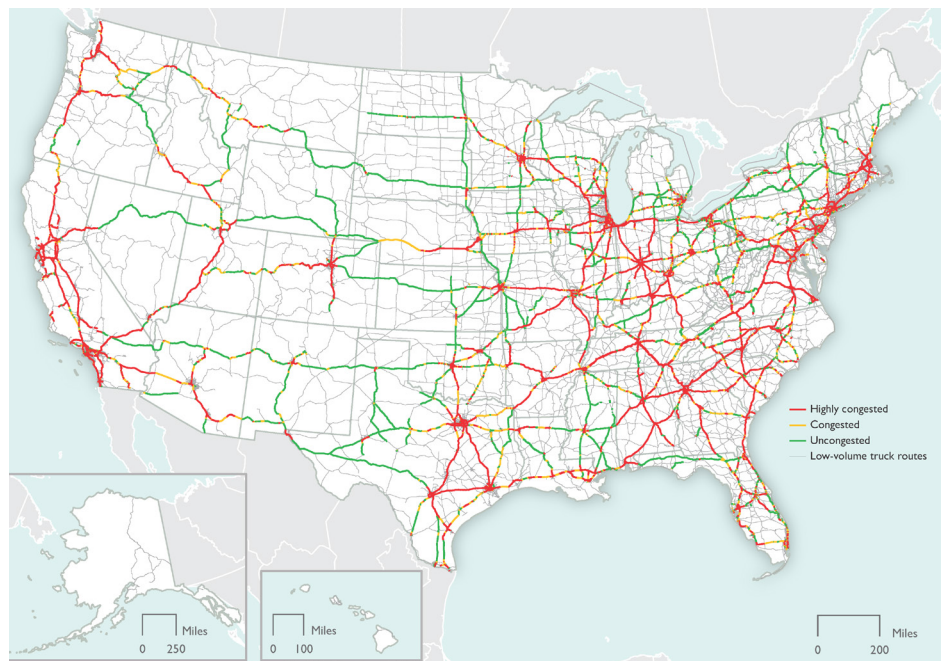 Highly congested
Congested
Uncongested
Low-volume truck routes
Miles
0 250
Miles
0 100
Miles
0 200